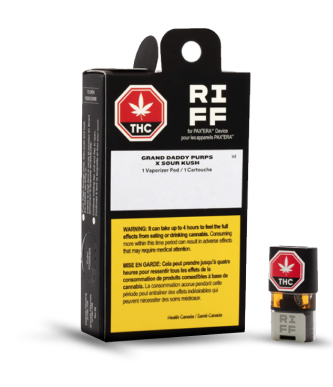 RI
FF
THC
for PAX®ERA® Device
pour les appareils PAX®ERA™
GRAND DADDY PURPS
X SOUR KUSH
1 Vaporizer Pod / 1 Cartouche
WARNING: It can take up to 4 hours to feel the full
effects from eating or drinking cannabis. Consuming
more within this time period can result in adverse effects
that may require medical attention.
MISE EN GARDE: Cela peut prendre jusqu'à quatre
heures pour ressentir tous les effets de la
consommation de produits comestibles à base de
cannabis. La consommation accrue pendant cette
période peut entraîner des effets indésirables qui
peuvent nécessiter des soins médicaux.
Health Canada / Santé Canada
THC
RI
FF